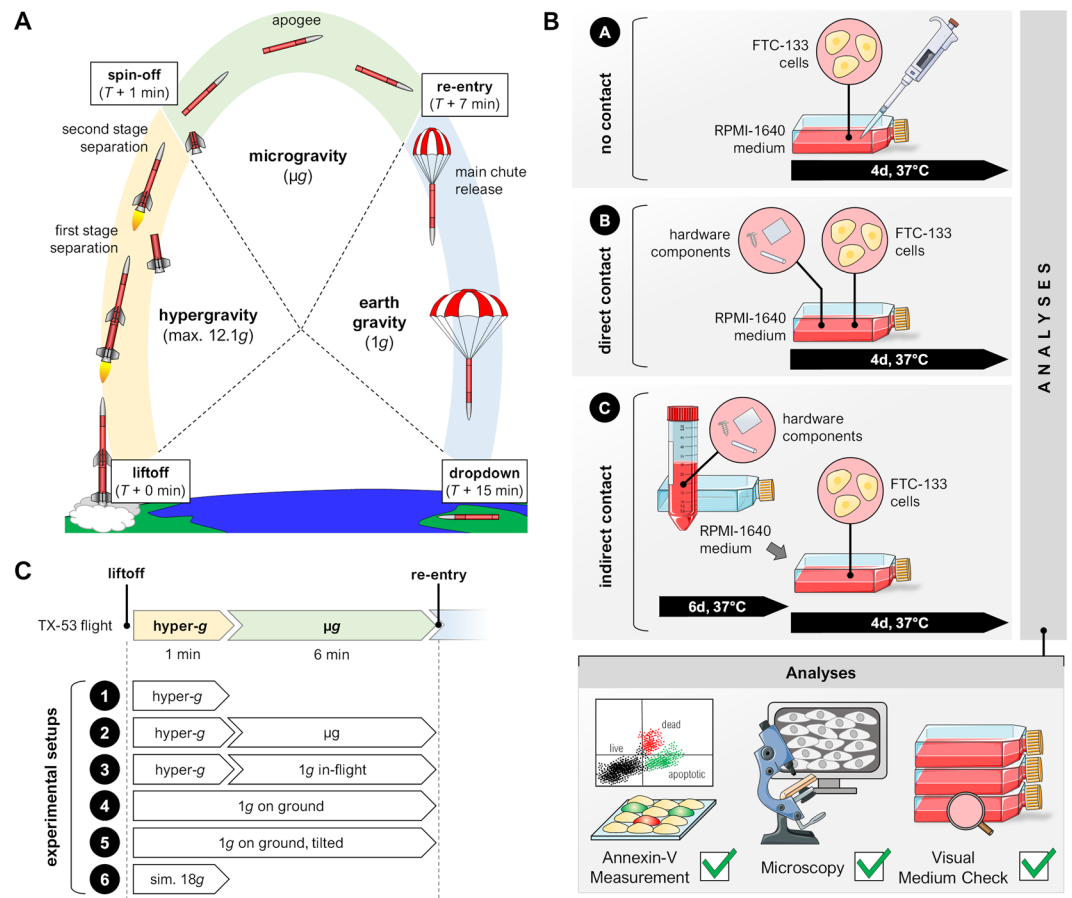 A
apogee
spin-off
(T + 1 min)
re-entry
(T + 7 min)
second stage
separation
microgravity
(µg)
main chute
release
first stage
separation
hypergravity
(max. 12.1g)
earth
gravity
(1g)
liftoff
(T + 0 min)
dropdown
(T + 15 min)
B
A
no contact
FTC-133
cells
RPMI-1640
medium
4d, 37°C
B
direct contact
hardware
components
FTC-133
cells
RPMI-1640
medium
4d, 37°C
C
indirect contact
hardware
components
FTC-133
cells
RPMI-1640
medium
6d, 37°C
4d, 37°C
ANALYSES
Analyses
dead
live
apoptotic
Annexin-V
Measurement
Microscopy
Visual
Medium Check
C
liftoff
re-entry
TX-53 flight
hyper-g
µg
1 min
6 min
experimental setups
1
hyper-g
2
hyper-g
µg
3
hyper-g
1g in-flight
4
1g on ground
5
1g on ground, tilted
6
sim. 18g